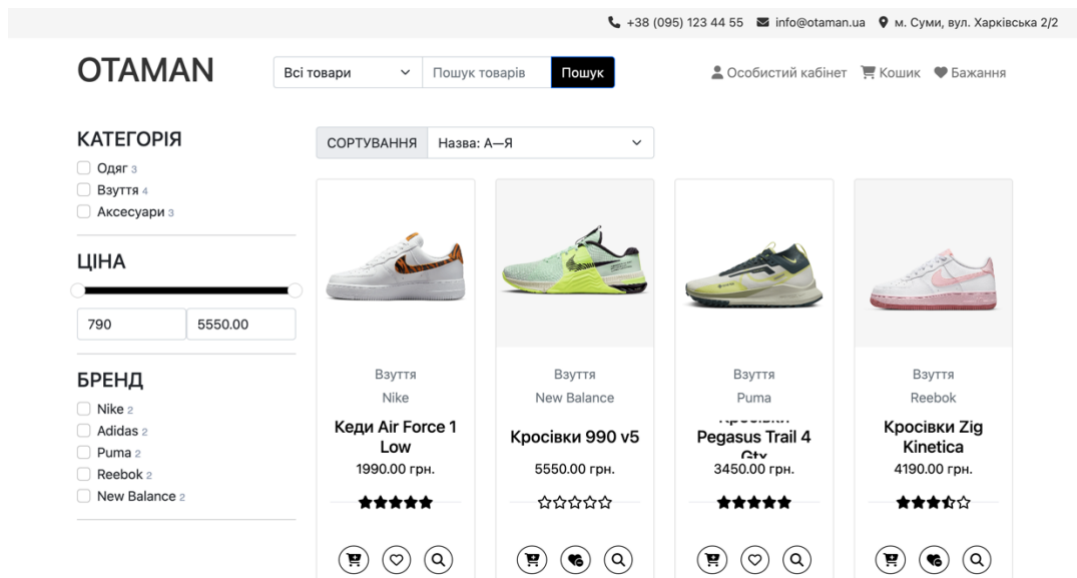 +38 (095) 123 44 55 info@otaman.ua м. Суми, вул. Харківська 2/2
OTAMAN
Всі товари Пошук товарів Пошук
Особистий кабінет Кошик Бажання
КАТЕГОРІЯ
Одяг 3
Взуття 4
Аксесуари 3
ЦІНА
790 5550.00
БРЕНД
Nike 2
Adidas 2
Puma 2
Reebok 2
New Balance 2
СОРТУВАННЯ Назва: А—Я
Взуття
Nike
Кеди Air Force 1
Low
1990.00 грн.
Взуття
New Balance
Кросівки 990 v5
5550.00 грн.
Взуття
Puma
Кросівки
Pegasus Trail 4
Gtx
3450.00 грн.
Взуття
Reebok
Кросівки Zig
Kinetica
4190.00 грн.